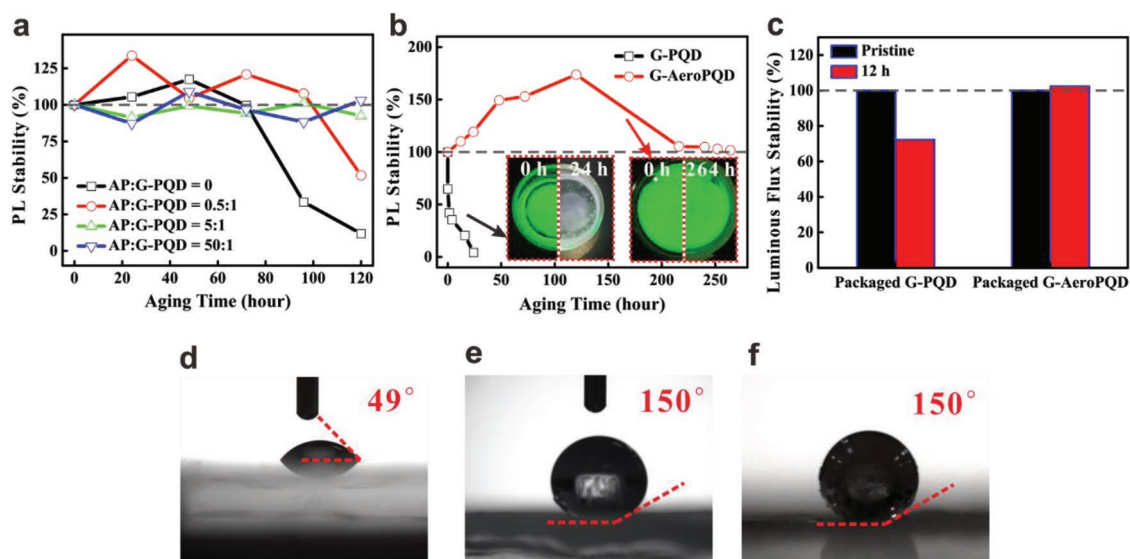 a
PL Stability (%)
125
100
75
50
25
0
AP:G-PQD = 0
AP:G-PQD = 0.5:1
AP:G-PQD = 5:1
AP:G-PQD = 50:1
0 20 40 60 80 100 120
Aging Time (hour)
b
PL Stability (%)
200
150
100
50
0
G-PQD
G-AeroPQD
0 h 24 h
0 h 264 h
0 50 100 150 200 250
Aging Time (hour)
c
Luminous Flux Stability (%)
120
100
80
60
40
20
0
Pristine
12 h
Packaged G-PQD Packaged G-AeroPQD
d
49°
e
150°
f
150°